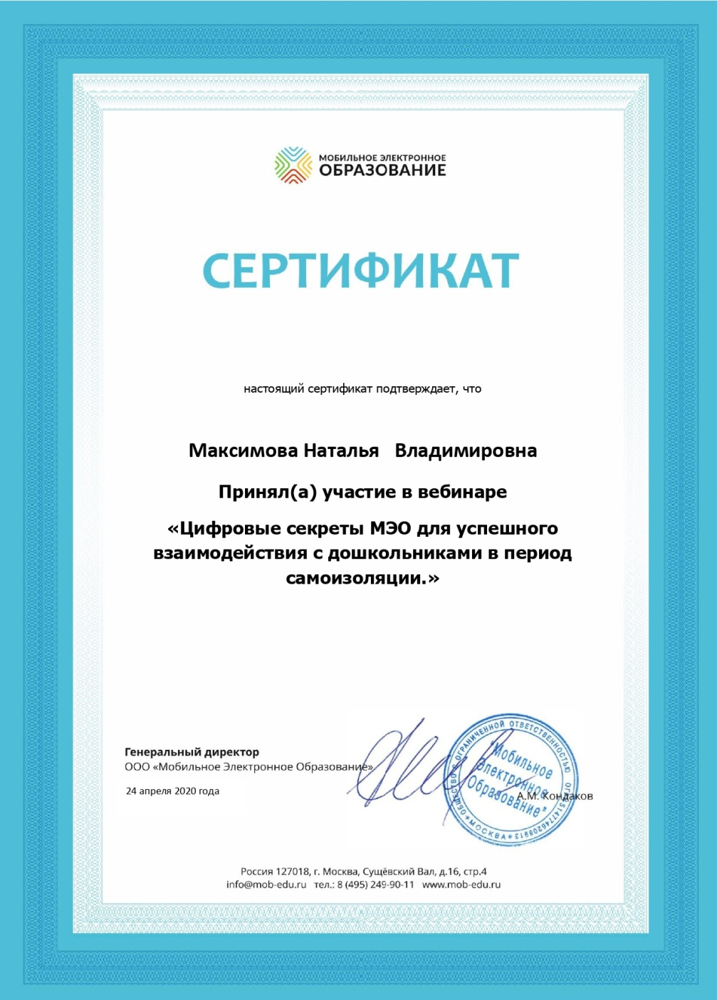 МОБИЛЬНОЕ ЭЛЕКТРОННОЕ
ОБРАЗОВАНИЕ
СЕРТИФИКАТ
настоящий сертификат подтверждает, что
Максимова Наталья Владимировна
Принял(а) участие в вебинаре
«Цифровые секреты МЭО для успешного
взаимодействия с дошкольниками в период
самоизоляции.»
Генеральный директор
ООО «Мобильное Электронное Образование»
24 апреля 2020 года
А.М. Кондаков
ОБЩЕСТВО С ОГРАНИЧЕННОЙ ОТВЕТСТВЕННОСТЬЮ
*МОСКВА*
"Мобильное
Электронное
Образование"
Россия 127018, г. Москва, Сущёвский Вал, д.16, стр.4
info@mob-edu.ru тел.: 8 (495) 249-90-11 www.mob-edu.ru